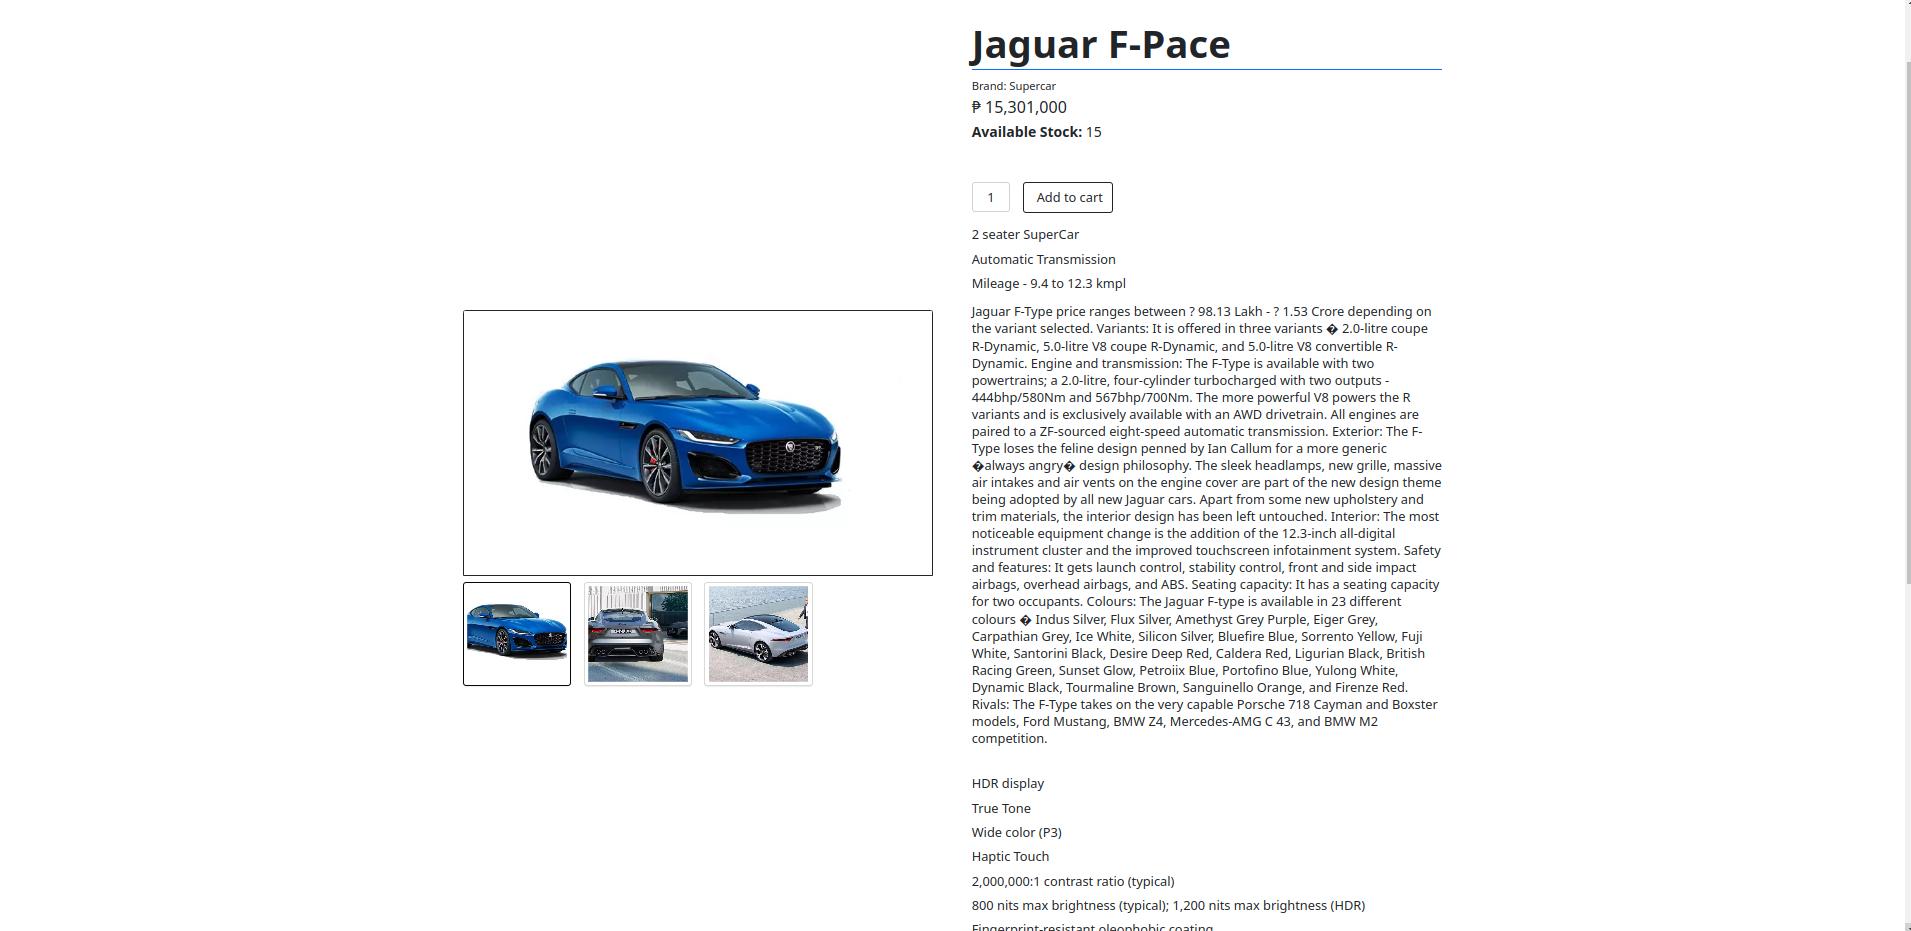 Jaguar F-Pace
Brand: Supercar
₱ 15,301,000
Available Stock: 15
1
Add to cart
2 seater SuperCar
Automatic Transmission
Mileage - 9.4 to 12.3 kmpl
Jaguar F-Type price ranges between ? 98.13 Lakh - ? 1.53 Crore depending on
the variant selected. Variants: It is offered in three variants � 2.0-litre coupe
R-Dynamic, 5.0-litre V8 coupe R-Dynamic, and 5.0-litre V8 convertible R-
Dynamic. Engine and transmission: The F-Type is available with two
powertrains; a 2.0-litre, four-cylinder turbocharged with two outputs -
444bhp/580Nm and 567bhp/700Nm. The more powerful V8 powers the R
variants and is exclusively available with an AWD drivetrain. All engines are
paired to a ZF-sourced eight-speed automatic transmission. Exterior: The F-
Type loses the feline design penned by Ian Callum for a more generic
�always angry� design philosophy. The sleek headlamps, new grille, massive
air intakes and air vents on the engine cover are part of the new design theme
being adopted by all new Jaguar cars. Apart from some new upholstery and
trim materials, the interior design has been left untouched. Interior: The most
noticeable equipment change is the addition of the 12.3-inch all-digital
instrument cluster and the improved touchscreen infotainment system. Safety
and features: It gets launch control, stability control, front and side impact
airbags, overhead airbags, and ABS. Seating capacity: It has a seating capacity
for two occupants. Colours: The Jaguar F-type is available in 23 different
colours � Indus Silver, Flux Silver, Amethyst Grey Purple, Eiger Grey,
Carpathian Grey, Ice White, Silicon Silver, Bluefire Blue, Sorrento Yellow, Fuji
White, Santorini Black, Desire Deep Red, Caldera Red, Ligurian Black, British
Racing Green, Sunset Glow, Petroiix Blue, Portofino Blue, Yulong White,
Dynamic Black, Tourmaline Brown, Sanguinello Orange, and Firenze Red.
Rivals: The F-Type takes on the very capable Porsche 718 Cayman and Boxster
models, Ford Mustang, BMW Z4, Mercedes-AMG C 43, and BMW M2
competition.
HDR display
True Tone
Wide color (P3)
Haptic Touch
2,000,000:1 contrast ratio (typical)
800 nits max brightness (typical); 1,200 nits max brightness (HDR)
Fingerprint-resistant oleophobic coating